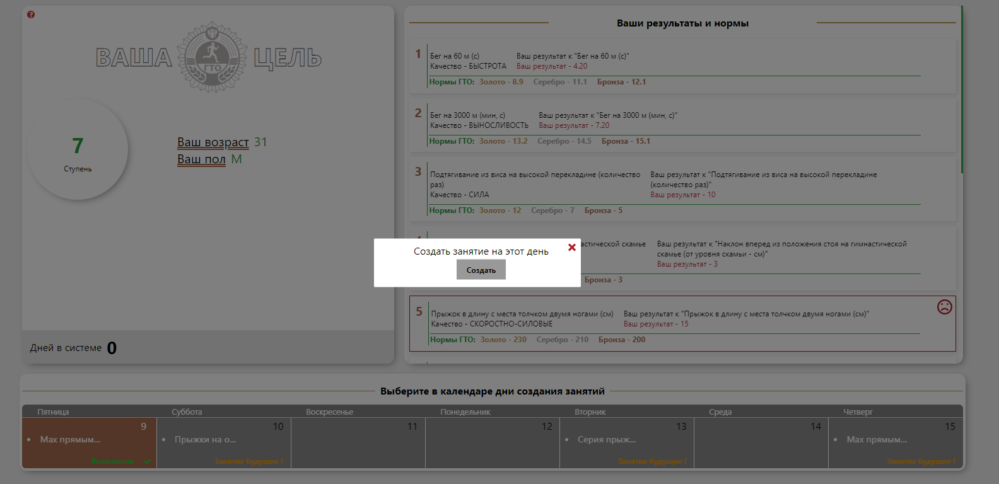 ВАША ГТО ЦЕЛЬ
7
Ступень
Ваш возраст 31
Ваш пол М
Дней в системе 0
Ваши результаты и нормы
1
Бег на 60 м (с)
Качество - БЫСТРОТА
Ваш результат к "Бег на 60 м (с)"
Ваш результат - 4.20
Нормы ГТО: Золото - 8.9 Серебро - 11.1 Бронза - 12.1
2
Бег на 3000 м (мин, с)
Качество - ВЫНОСЛИВОСТЬ
Ваш результат к "Бег на 3000 м (мин, с)"
Ваш результат - 7.20
Нормы ГТО: Золото - 13.2 Серебро - 14.5 Бронза - 15.1
3
Подтягивание из виса на высокой перекладине (количество
раз)
Качество - СИЛА
Ваш результат к "Подтягивание из виса на высокой перекладине
(количество раз)"
Ваш результат - 10
Нормы ГТО: Золото - 12 Серебро - 7 Бронза - 5
гимнастической скамье
Ваш результат к "Наклон вперед из положения стоя на гимнастической
скамье (от уровня скамьи - см)"
Ваш результат - 3
Бронза - 3
Создать занятие на этот день
Создать
5
Прыжок в длину с места толчком двумя ногами (см)
Качество - СКОРОСТНО-СИЛОВЫЕ
Ваш результат к "Прыжок в длину с места толчком двумя ногами (см)"
Ваш результат - 15
Нормы ГТО: Золото - 230 Серебро - 210 Бронза - 200
Выберите в календаре дни создания занятий
Пятница Суббота Воскресенье Понедельник Вторник Среда Четверг
9 10 11 12 13 14 15
• Мах прямым... • Прыжки на о... • Серия прыж... • Мах прямым...
Выполнено Занятие будущие ! Занятие будущие ! Занятие будущие !